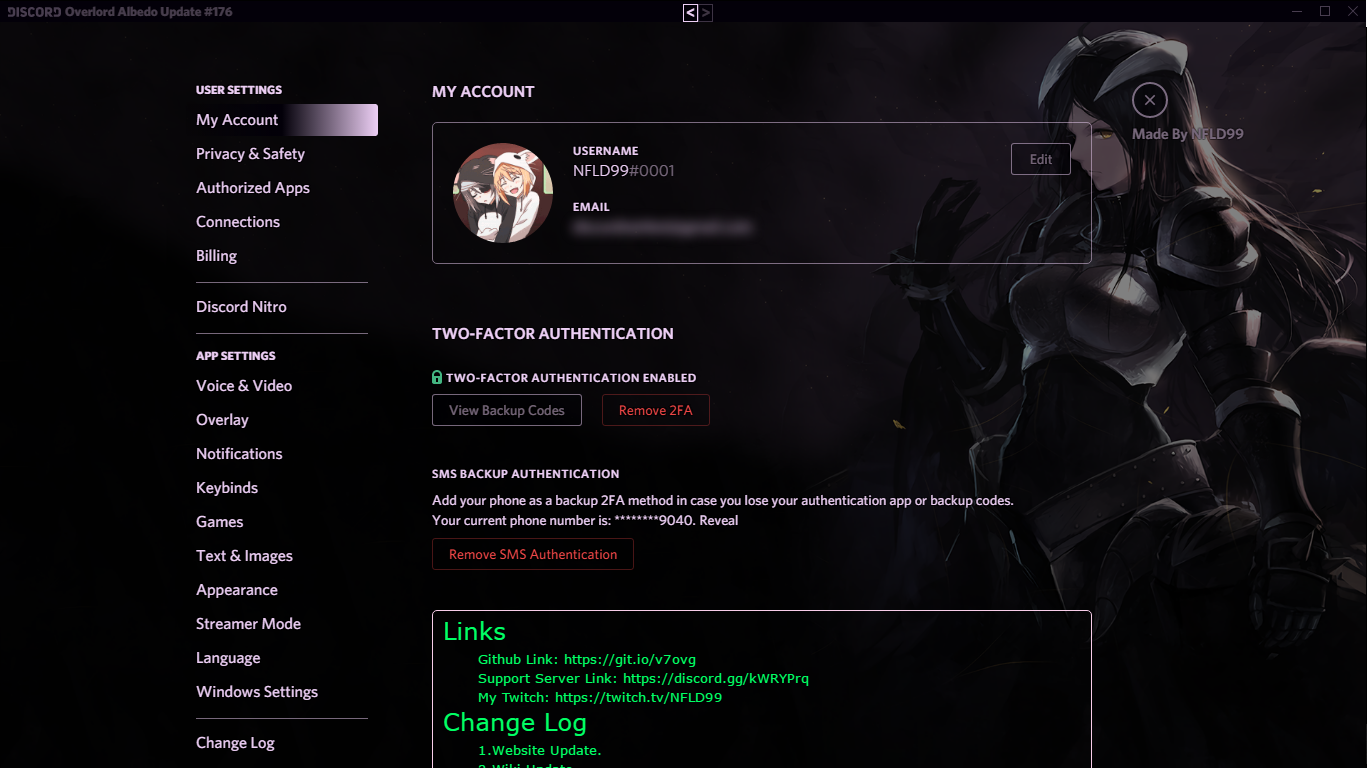 DISCORD Overlord Albedo Update #176
< >
USER SETTINGS
My Account
Privacy & Safety
Authorized Apps
Connections
Billing
Discord Nitro
APP SETTINGS
Voice & Video
Overlay
Notifications
Keybinds
Games
Text & Images
Appearance
Streamer Mode
Language
Windows Settings
Change Log
MY ACCOUNT
Made By NFLD99
USERNAME
NFLD99#0001
Edit
EMAIL
TWO-FACTOR AUTHENTICATION
TWO-FACTOR AUTHENTICATION ENABLED
View Backup Codes
Remove 2FA
SMS BACKUP AUTHENTICATION
Add your phone as a backup 2FA method in case you lose your authentication app or backup codes.
Your current phone number is: ********9040. Reveal
Remove SMS Authentication
Links
Github Link: https://git.io/v7ovg
Support Server Link: https://discord.gg/kWRYPrq
My Twitch: https://twitch.tv/NFLD99
Change Log
1.Website Update.
2.Wiki Update.